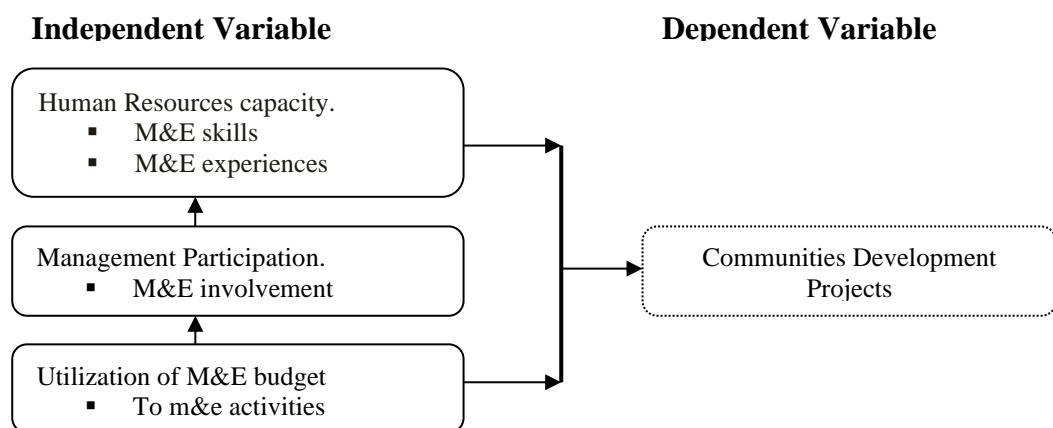 Independent Variable
Dependent Variable
Human Resources capacity.
▪ M&E skills
▪ M&E experiences
Management Participation.
▪ M&E involvement
Utilization of M&E budget
▪ To m&e activities
Communities Development
Projects